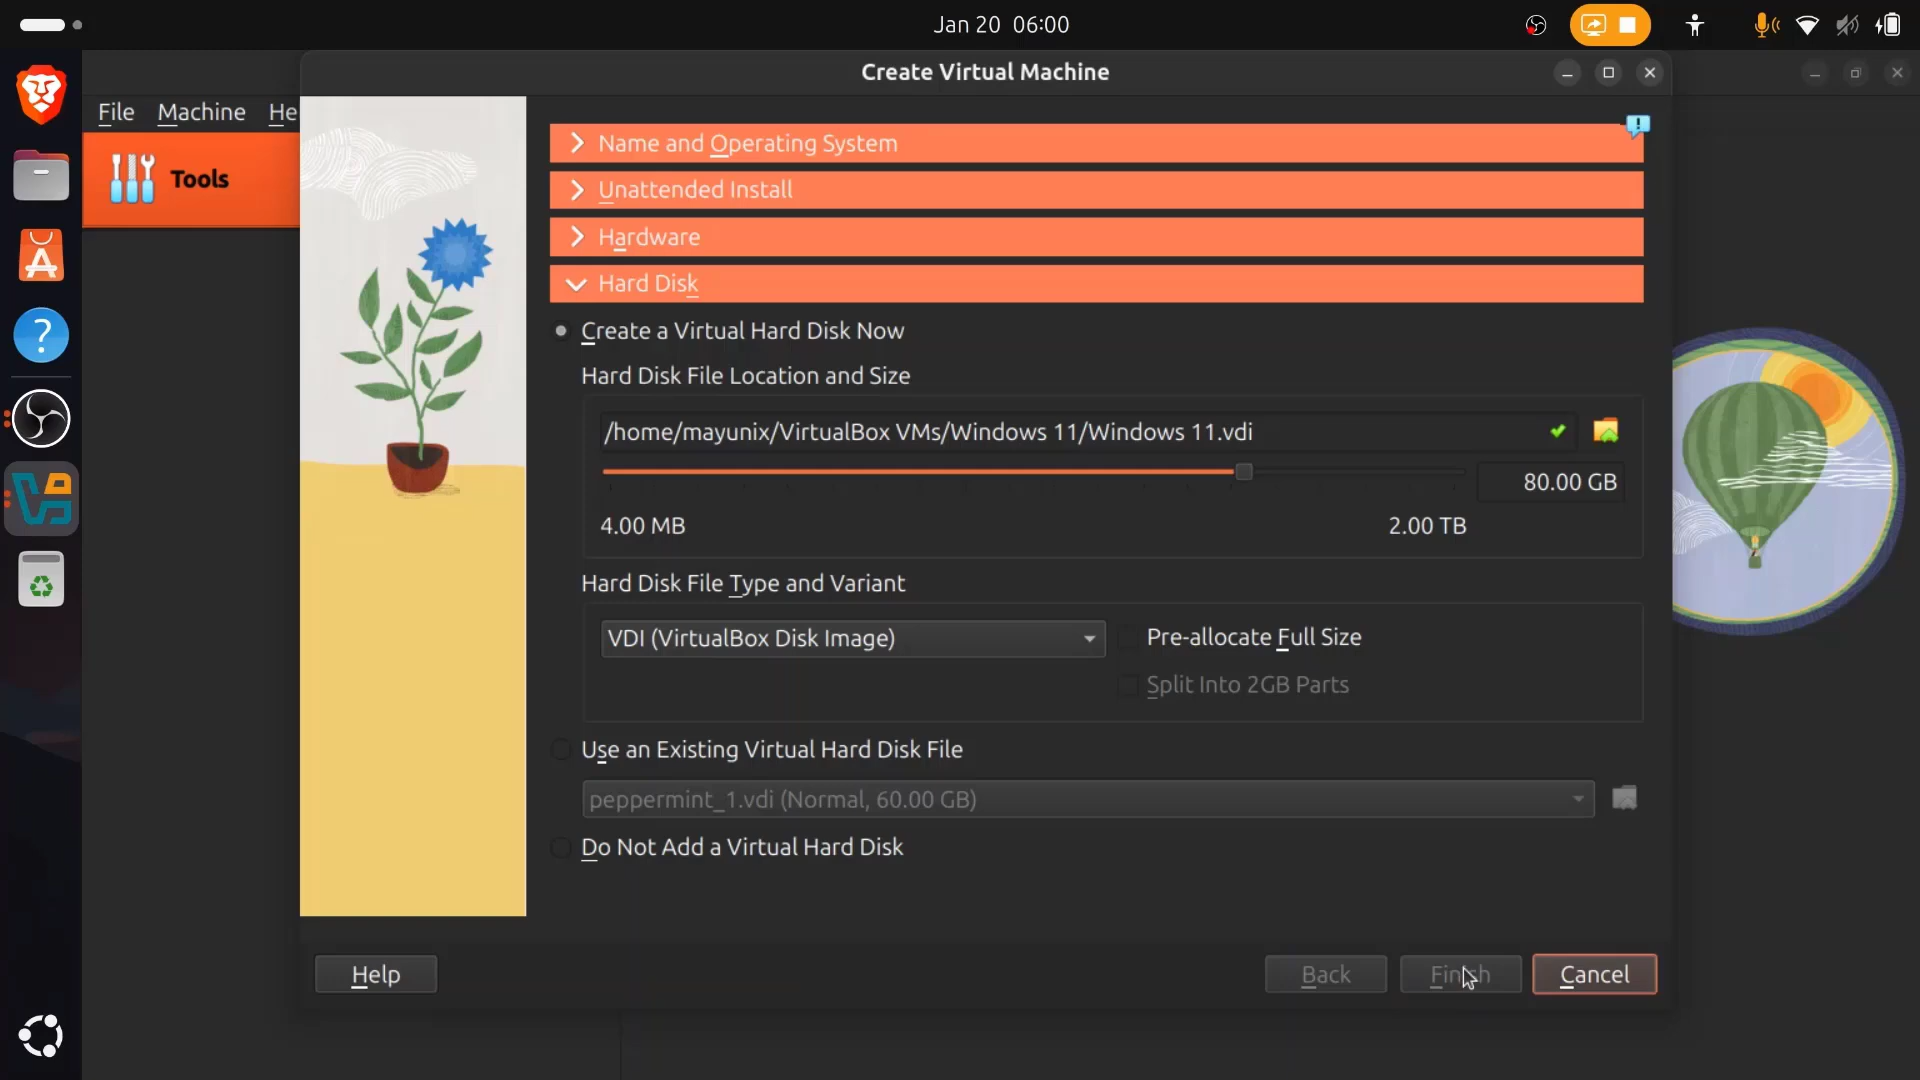 Jan 20 06:00
Create Virtual Machine
File Machine He
Tools
Name and Operating System
Unattended Install
Hardware
Hard Disk
Create a Virtual Hard Disk Now
Hard Disk File Location and Size
/home/mayunix/VirtualBox VMs/Windows 11/Windows 11.vdi
80.00 GB
4.00 MB 2.00 TB
Hard Disk File Type and Variant
VDI (VirtualBox Disk Image) Pre-allocate Full Size
Split Into 2GB Parts
Use an Existing Virtual Hard Disk File
peppermint_1.vdi (Normal, 60.00 GB)
Do Not Add a Virtual Hard Disk
Help Back Finish Cancel